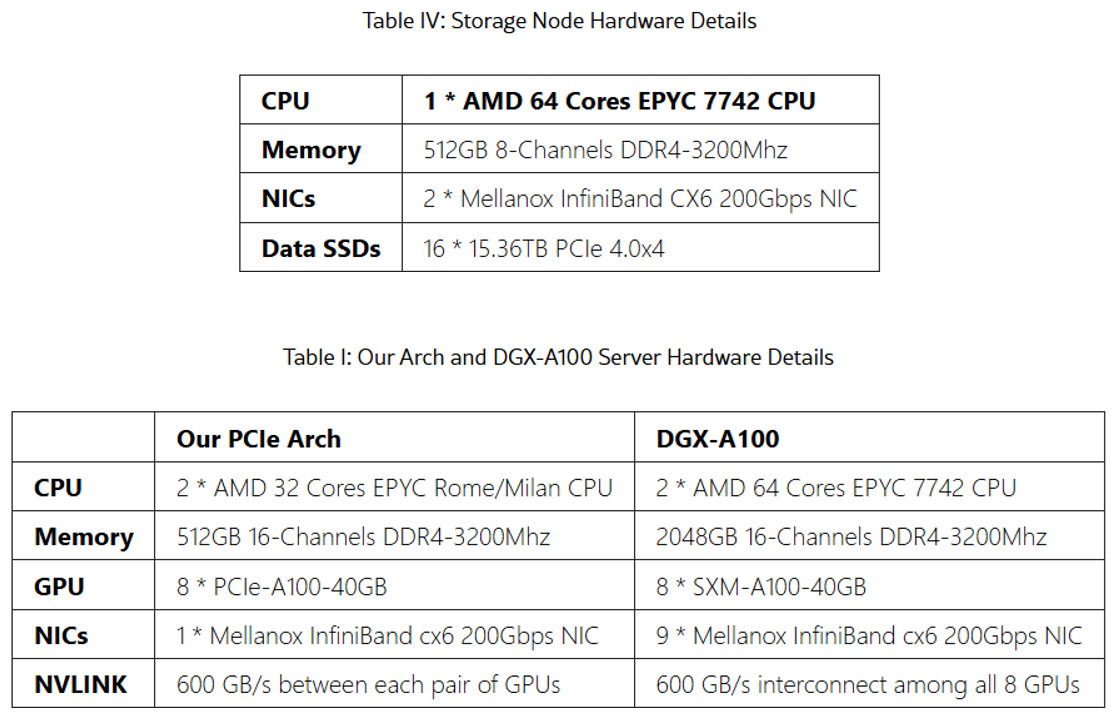 Table IV: Storage Node Hardware Details
CPU 1 * AMD 64 Cores EPYC 7742 CPU
Memory 512GB 8-Channels DDR4-3200Mhz
NICs 2 * Mellanox InfiniBand CX6 200Gbps NIC
Data SSDs 16 * 15.36TB PCIe 4.0x4
Table I: Our Arch and DGX-A100 Server Hardware Details
Our PCIe Arch DGX-A100
CPU 2 * AMD 32 Cores EPYC Rome/Milan CPU 2 * AMD 64 Cores EPYC 7742 CPU
Memory 512GB 16-Channels DDR4-3200Mhz 2048GB 16-Channels DDR4-3200Mhz
GPU 8 * PCIe-A100-40GB 8 * SXM-A100-40GB
NICs 1 * Mellanox InfiniBand cx6 200Gbps NIC 9 * Mellanox InfiniBand cx6 200Gbps NIC
NVLINK 600 GB/s between each pair of GPUs 600 GB/s interconnect among all 8 GPUs